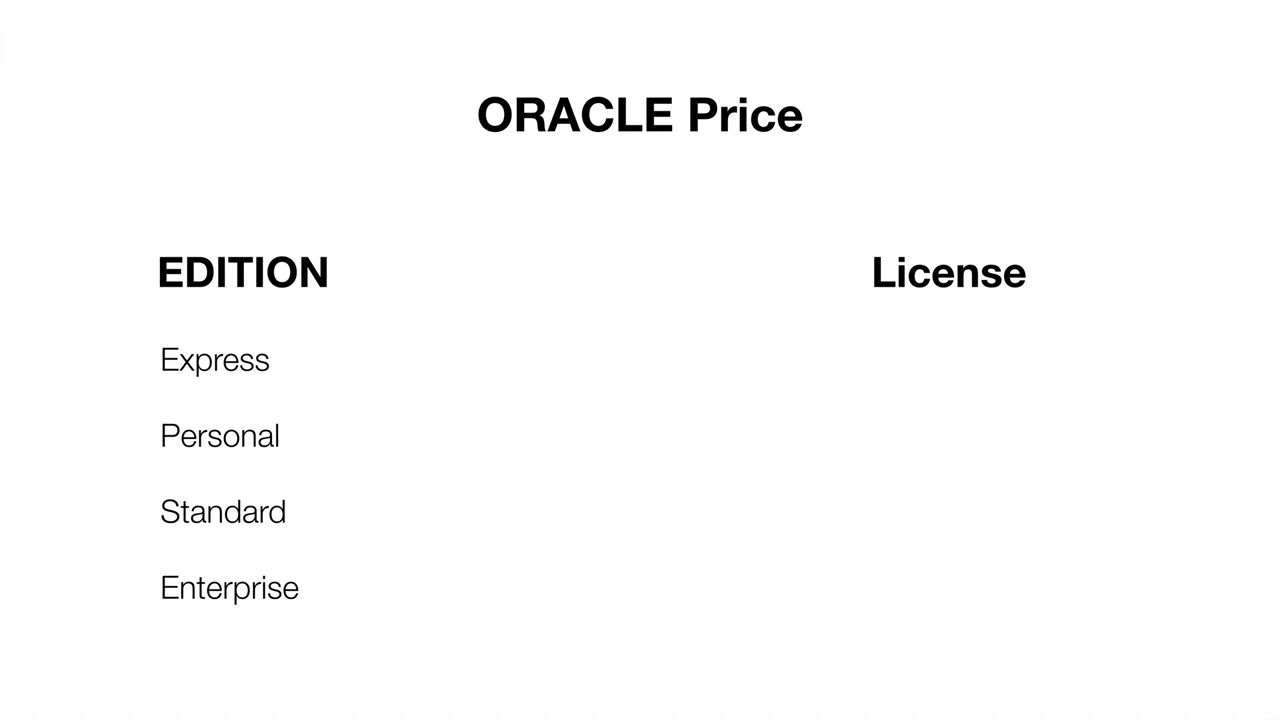 ORACLE Price
EDITION License
Express
Personal
Standard
Enterprise